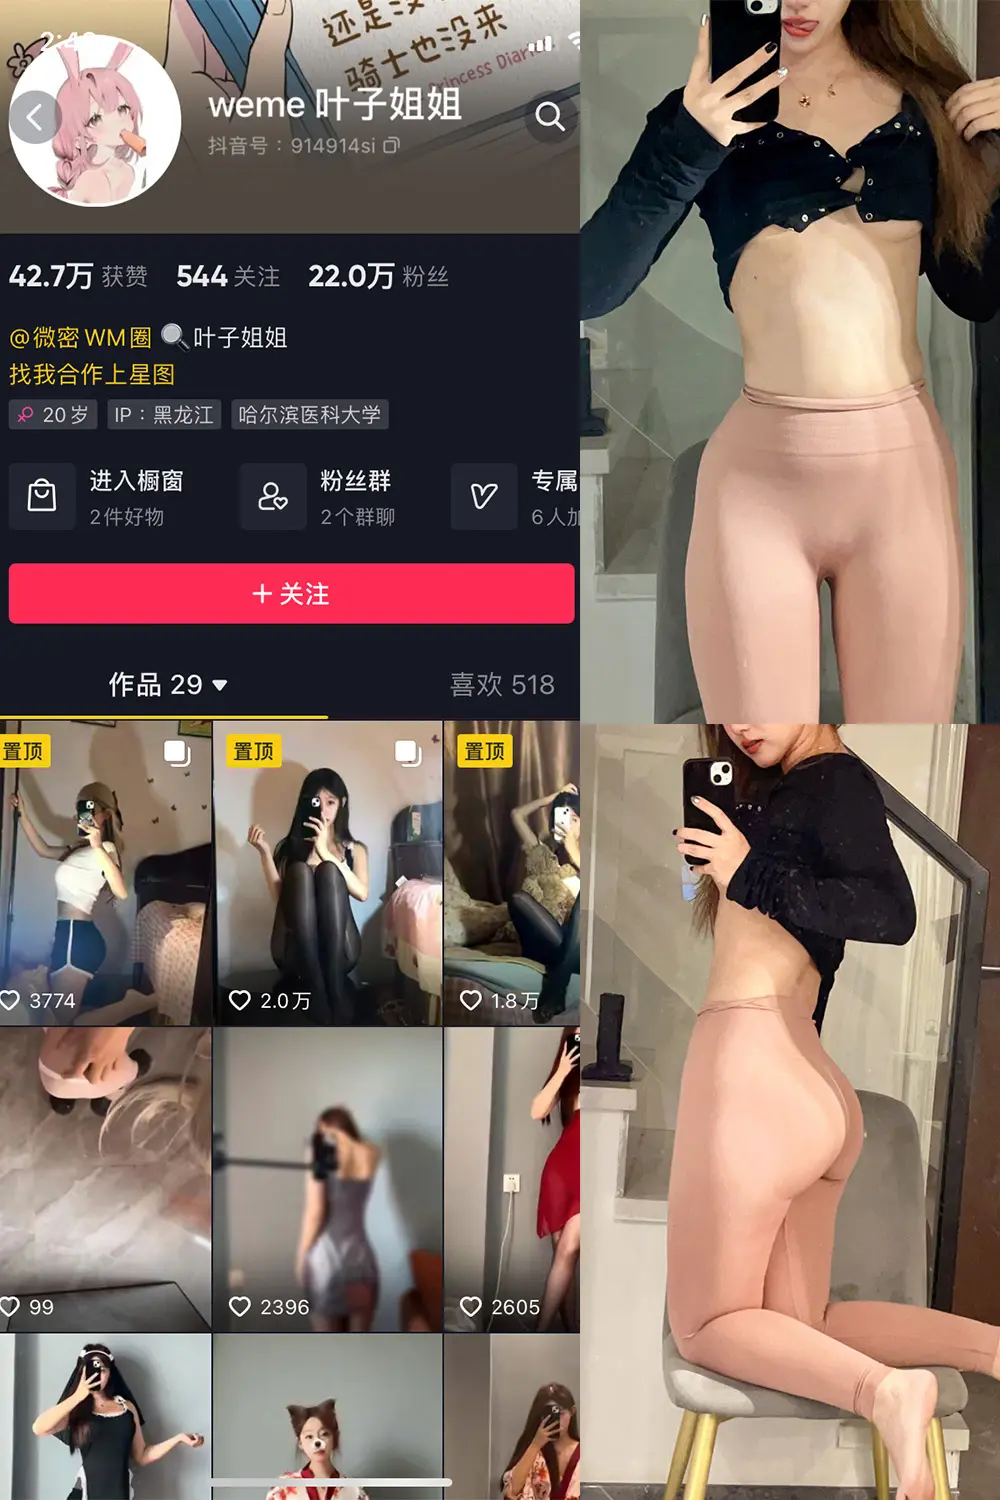 还是没
骑士也没来
Princess Diar
2:4
weme 叶子姐姐
抖音号：914914si
42.7万 获赞 544 关注 22.0万 粉丝
@微密WM圈 🔍叶子姐姐
找我合作上星图
20岁 IP：黑龙江 哈尔滨医科大学
进入橱窗 粉丝群 专属
2件好物 2个群聊 6人加
+ 关注
作品 29 喜欢 518
置顶 置顶 置顶
3774 2.0万 1.8万
99 2396 2605